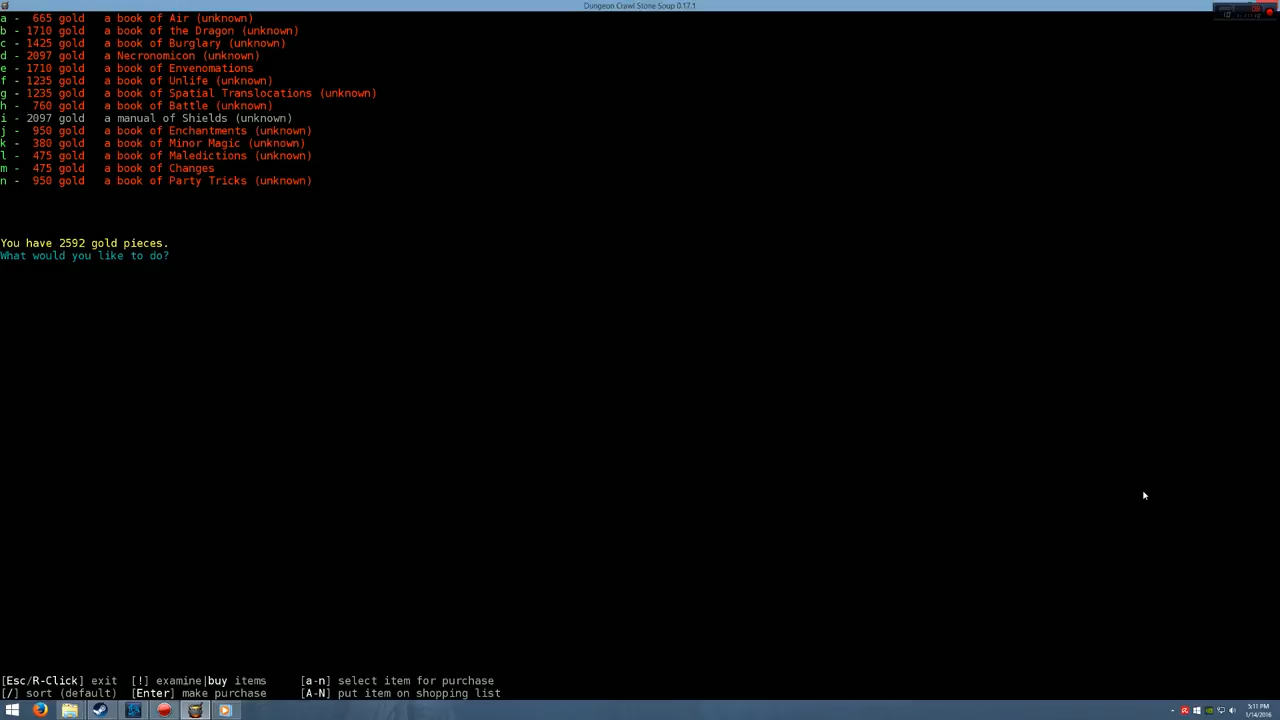 Dungeon Crawl Stone Soup 0.17.1
a -  665 gold   a book of Air (unknown)
b - 1710 gold   a book of the Dragon (unknown)
c - 1425 gold   a book of Burglary (unknown)
d - 2097 gold   a Necronomicon (unknown)
e - 1710 gold   a book of Envenomations
f - 1235 gold   a book of Unlife (unknown)
g - 1235 gold   a book of Spatial Translocations (unknown)
h -  760 gold   a book of Battle (unknown)
i - 2097 gold   a manual of Shields (unknown)
j -  950 gold   a book of Enchantments (unknown)
k -  380 gold   a book of Minor Magic (unknown)
l -  475 gold   a book of Maledictions (unknown)
m -  475 gold   a book of Changes
n -  950 gold   a book of Party Tricks (unknown)
You have 2592 gold pieces.
What would you like to do?
[Esc/R-Click] exit  [!] examine|buy items     [a-n] select item for purchase
[/] sort (default)  [Enter] make purchase     [A-N] put item on shopping list
5:11 PM
1/14/2016